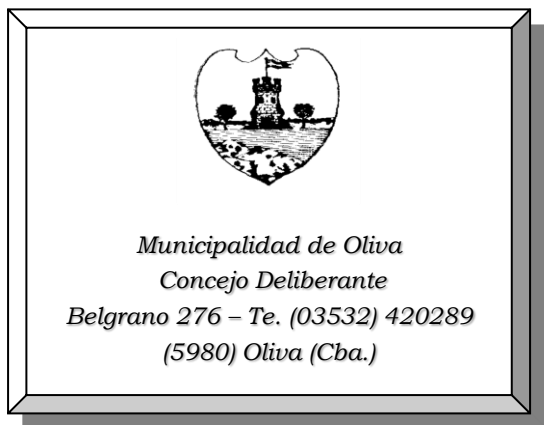 Municipalidad de Oliva
Concejo Deliberante
Belgrano 276 – Te. (03532) 420289
(5980) Oliva (Cba.)